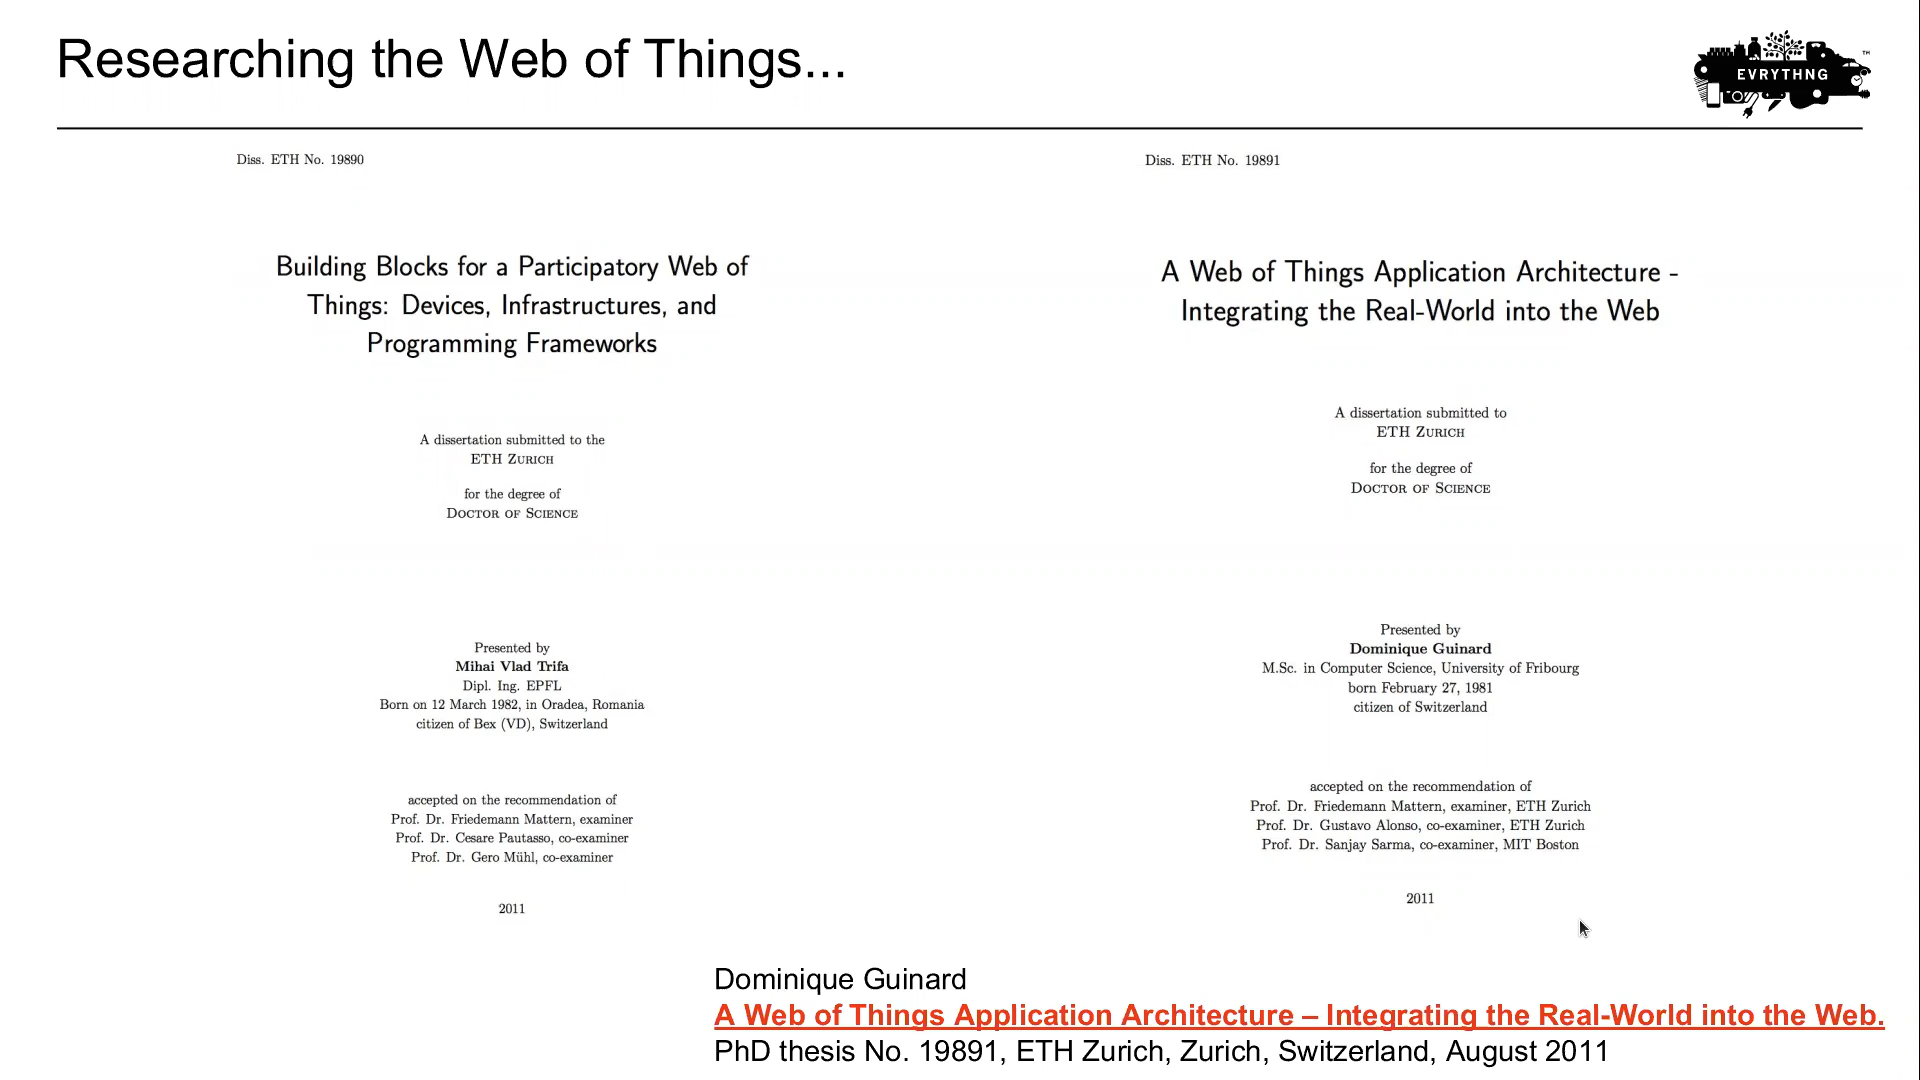 Researching the Web of Things...
EVRYTHNG
TM
Diss. ETH No. 19890
Building Blocks for a Participatory Web of
Things: Devices, Infrastructures, and
Programming Frameworks
A dissertation submitted to the
ETH ZURICH
for the degree of
DOCTOR OF SCIENCE
Presented by
Mihai Vlad Trifa
Dipl. Ing. EPFL
Born on 12 March 1982, in Oradea, Romania
citizen of Bex (VD), Switzerland
accepted on the recommendation of
Prof. Dr. Friedemann Mattern, examiner
Prof. Dr. Cesare Pautasso, co-examiner
Prof. Dr. Gero Mühl, co-examiner
2011
Diss. ETH No. 19891
A Web of Things Application Architecture -
Integrating the Real-World into the Web
A dissertation submitted to
ETH ZURICH
for the degree of
DOCTOR OF SCIENCE
Presented by
Dominique Guinard
M.Sc. in Computer Science, University of Fribourg
born February 27, 1981
citizen of Switzerland
accepted on the recommendation of
Prof. Dr. Friedemann Mattern, examiner, ETH Zurich
Prof. Dr. Gustavo Alonso, co-examiner, ETH Zurich
Prof. Dr. Sanjay Sarma, co-examiner, MIT Boston
2011
Dominique Guinard
A Web of Things Application Architecture – Integrating the Real-World into the Web.
PhD thesis No. 19891, ETH Zurich, Zurich, Switzerland, August 2011